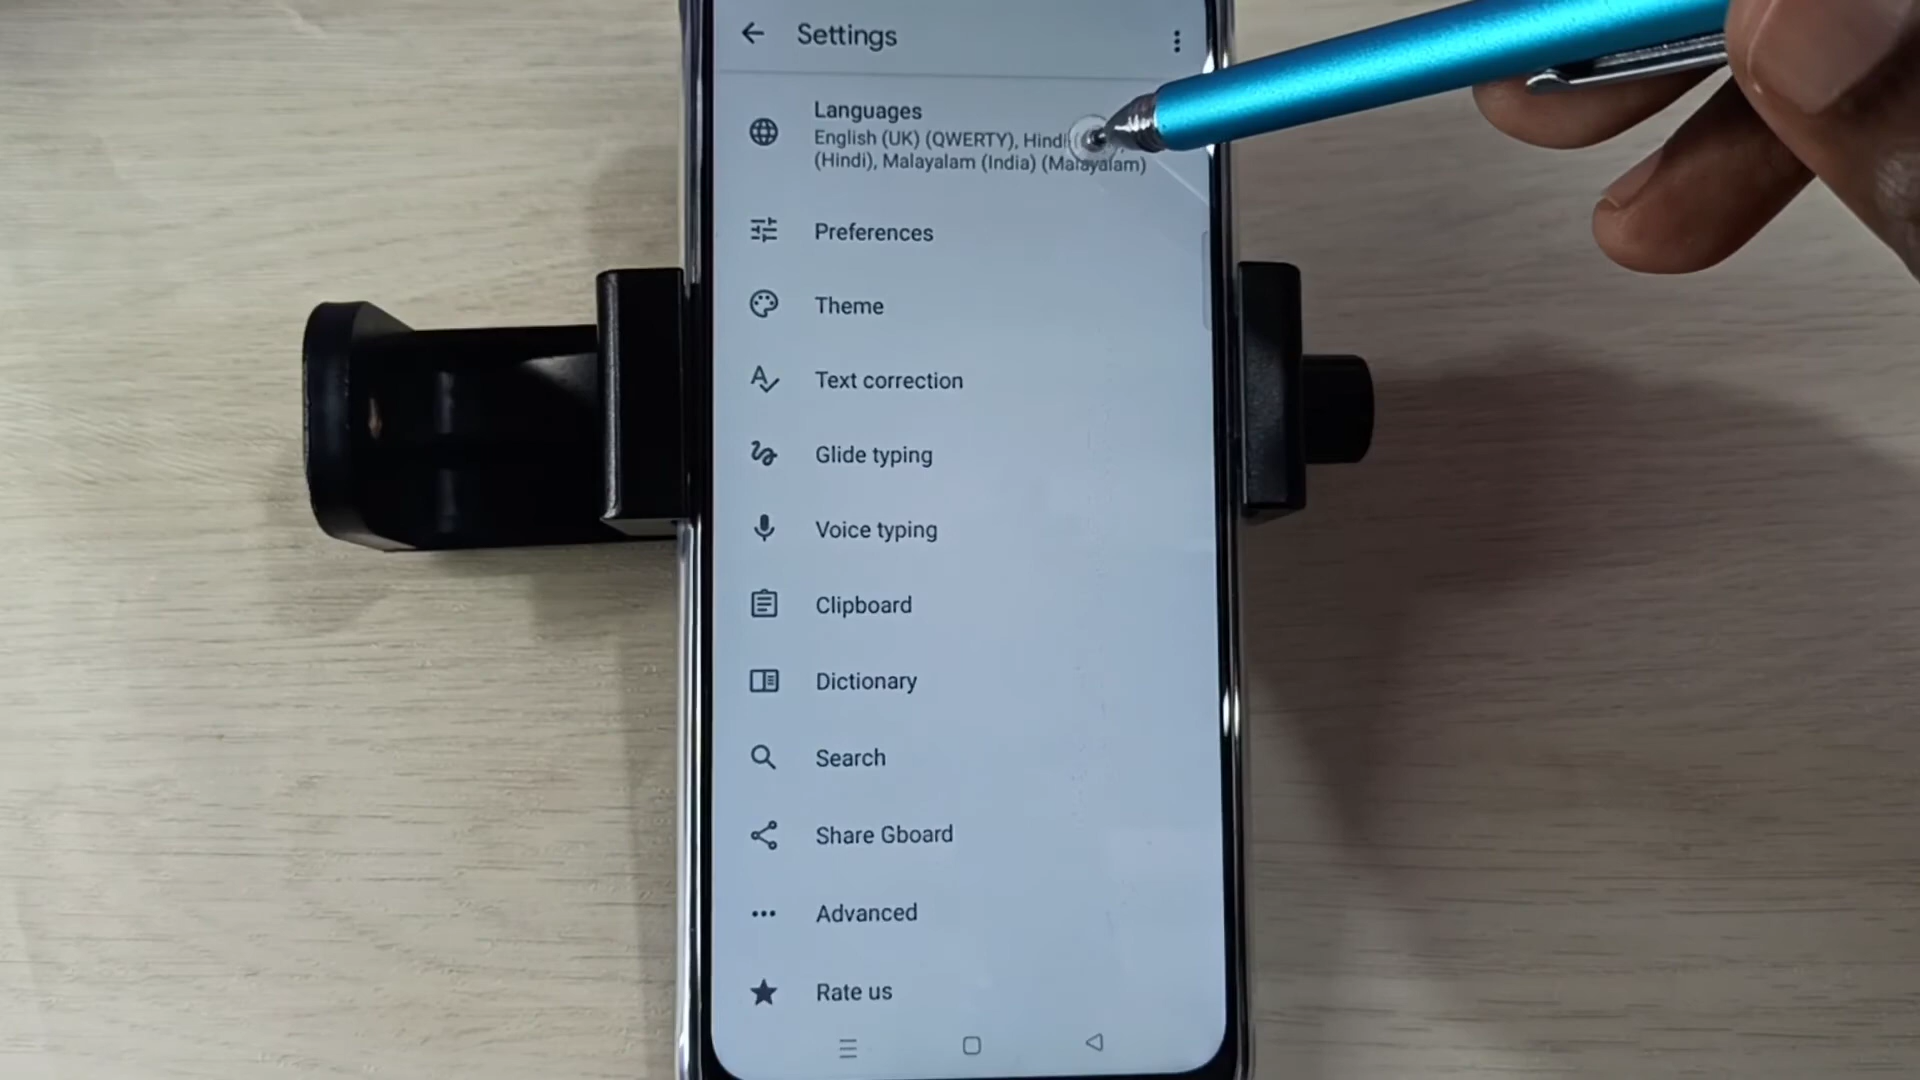 Settings
Languages
English (UK) (QWERTY), Hindi
(Hindi), Malayalam (India) (Malayalam)
Preferences
Theme
Text correction
Glide typing
Voice typing
Clipboard
Dictionary
Search
Share Gboard
Advanced
Rate us